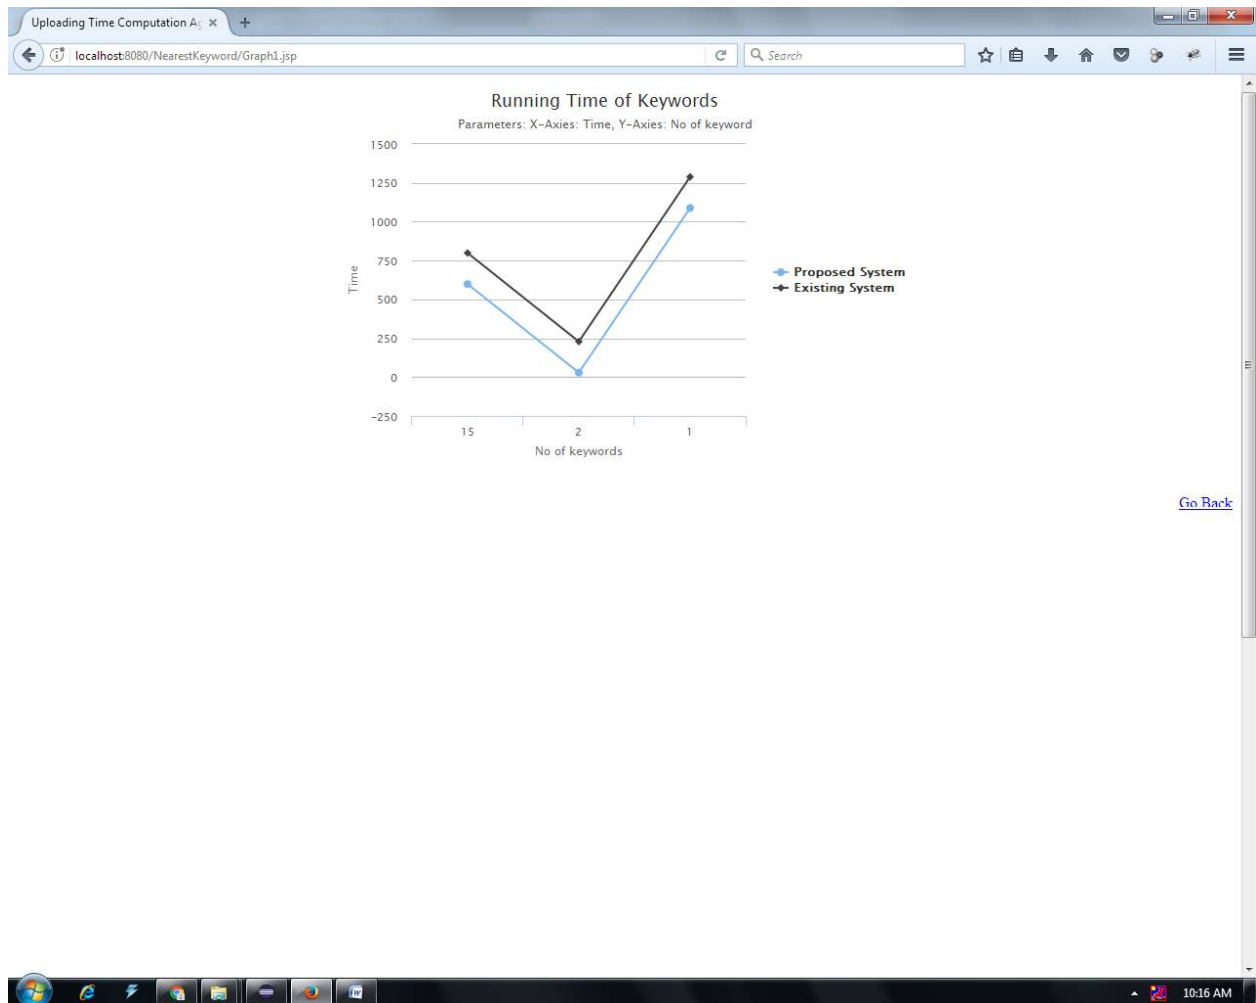 Uploading Time Computation Ag
localhost:8080/NearestKeyword/Graph1.jsp
Search
Running Time of Keywords
Parameters: X-Axies: Time, Y-Axies: No of keyword
1500
1250
1000
750
500
250
0
-250
Time
15 2 1
No of keywords
Proposed System
Existing System
Go Back
10:16 AM